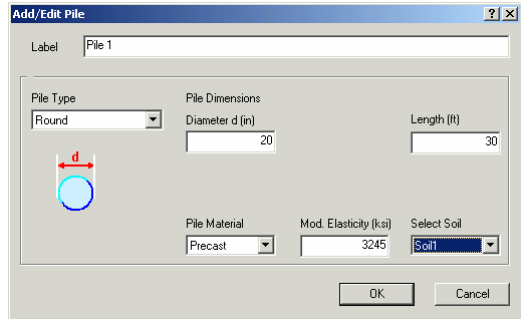 Add/Edit Pile
Label Pile 1
Pile Type Pile Dimensions
Round Diameter d (in) Length (ft)
20 30
d
Pile Material Mod. Elasticity (ksi) Select Soil
Precast 3245 Soil1
OK Cancel